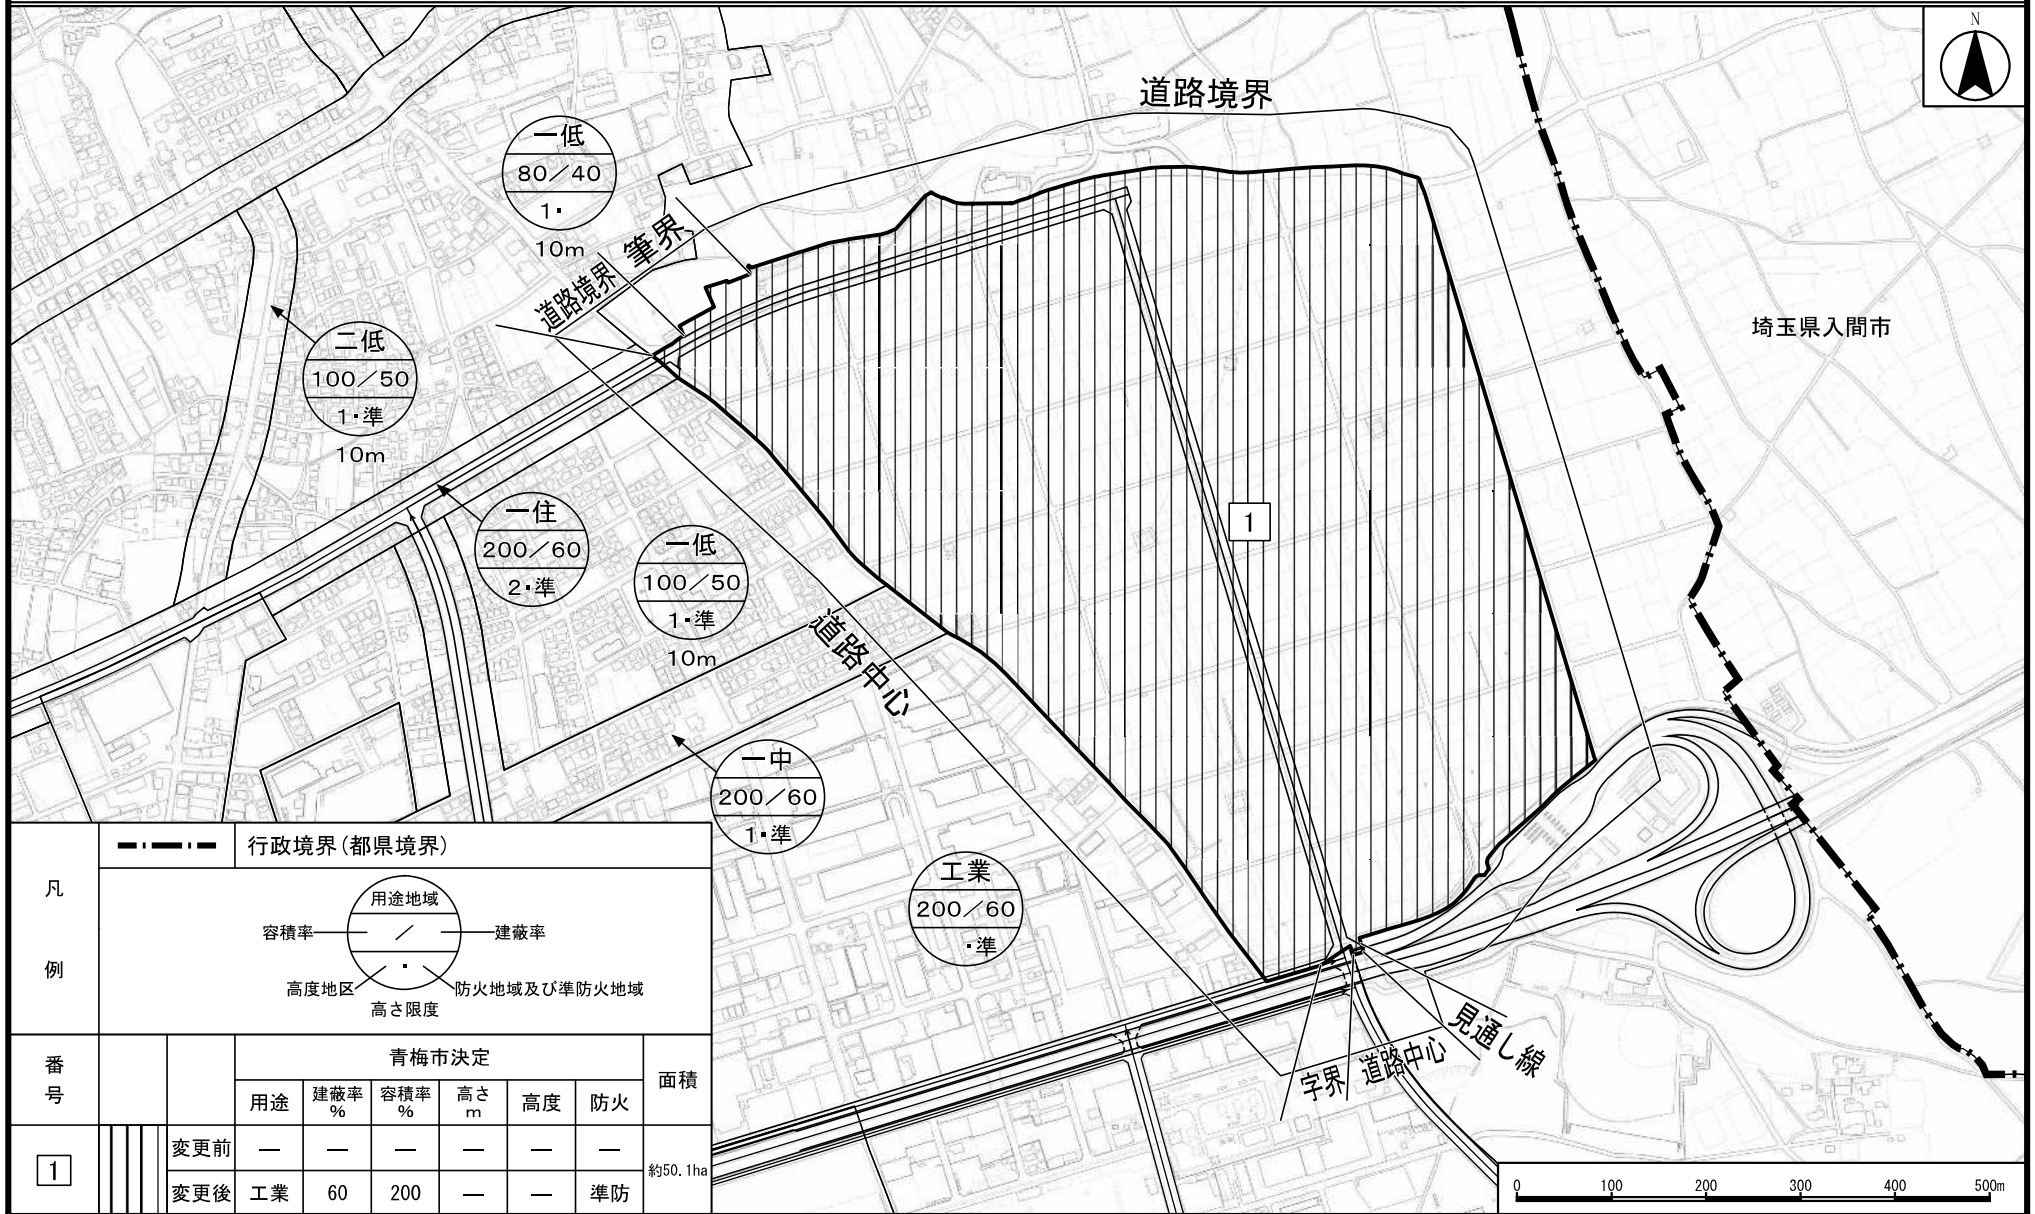 N
道路境界
一低
80／40
1・
10m
筆界
道路境界
埼玉県入間市
二低
100／50
1・準
10m
一住
200／60
2・準
一低
100／50
1・準
10m
1
道路中心
一中
200／60
1・準
工業
200／60
・準
見通し線
道路中心
字界
凡例
行政境界(都県境界)
用途地域
容積率
／
建蔽率
・
高度地区
防火地域及び準防火地域
高さ限度
番号
青梅市決定
面積
用途
建蔽率 %
容積率 %
高さ m
高度
防火
1
変更前 ― ― ― ― ― ―
約50.1ha
変更後 工業 60 200 ― ― 準防
0 100 200 300 400 500m